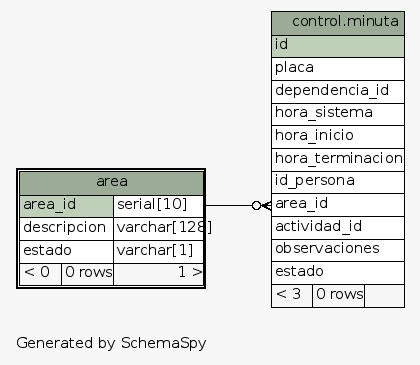 control.minuta
id
placa
dependencia_id
hora_sistema
hora_inicio
hora_terminacion
id_persona
area_id
actividad_id
observaciones
estado
< 3 0 rows
area
area_id serial[10]
descripcion varchar[128]
estado varchar[1]
< 0 0 rows 1 >
Generated by SchemaSpy